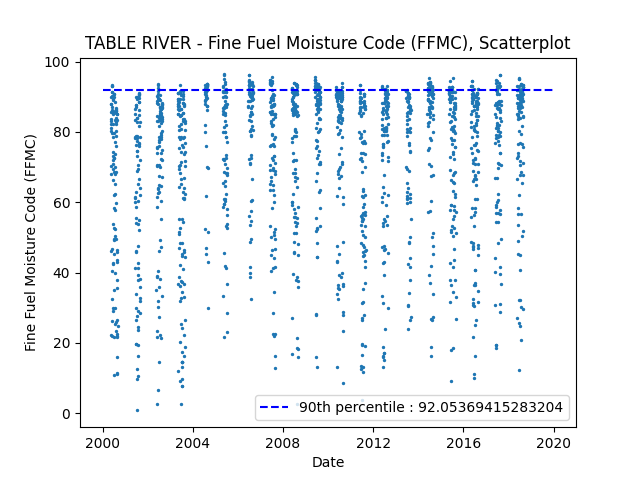 TABLE RIVER - Fine Fuel Moisture Code (FFMC), Scatterplot
100
80
60
40
20
0
Fine Fuel Moisture Code (FFMC)
90th percentile : 92.05369415283204
2000 2004 2008 2012 2016 2020
Date